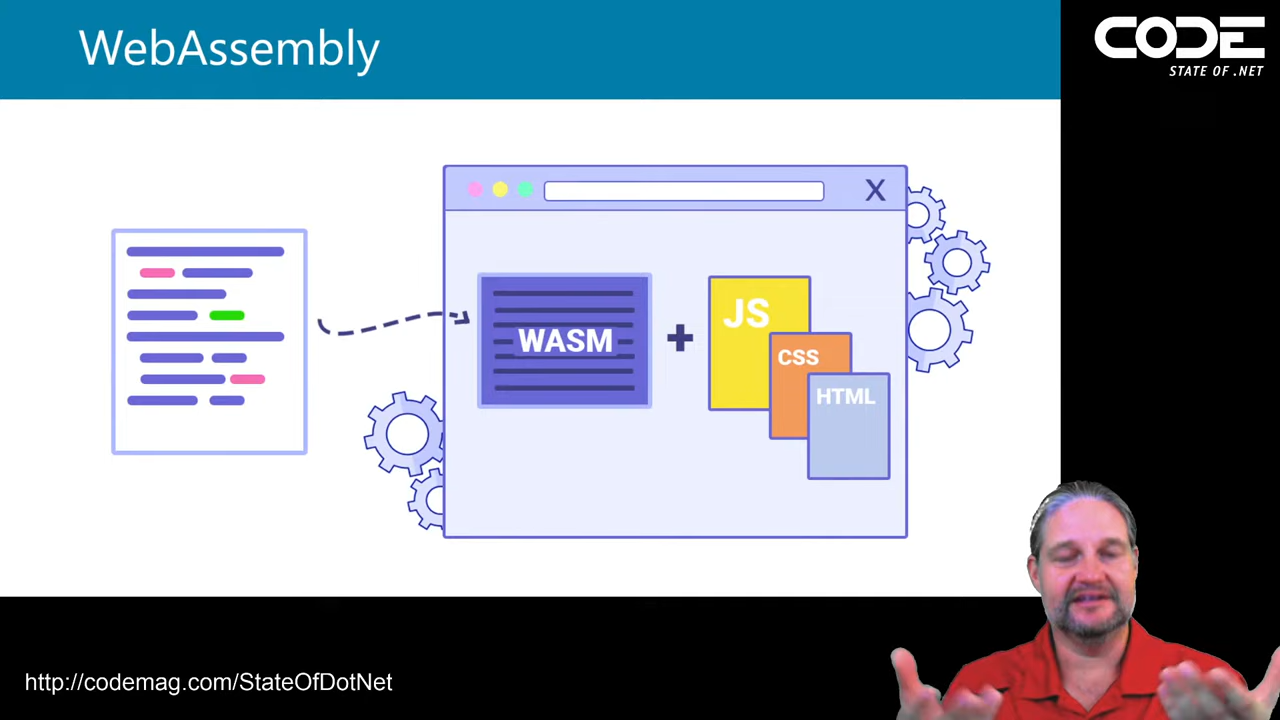 WebAssembly
CODE
STATE OF .NET
X
WASM
JS
CSS
HTML
http://codemag.com/StateOfDotNet